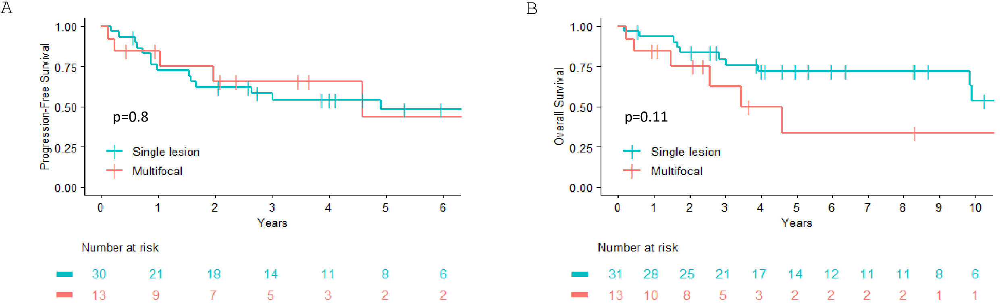 A
Progression-Free Survival
1.00
0.75
0.50
0.25
0.00
p=0.8
Single lesion
Multifocal
0 1 2 3 4 5 6
Years
Number at risk
30 21 18 14 11 8 6
13 9 7 5 3 2 2
B
Overall Survival
1.00
0.75
0.50
0.25
0.00
p=0.11
Single lesion
Multifocal
0 1 2 3 4 5 6 7 8 9 10
Years
Number at risk
31 28 25 21 17 14 12 11 11 8 6
13 10 8 5 3 2 2 2 2 1 1